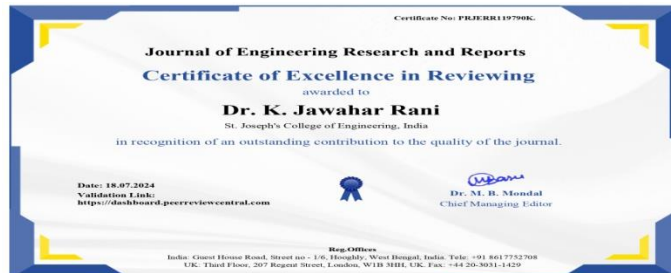 Certificate No: PRJERR119790K.
Journal of Engineering Research and Reports
Certificate of Excellence in Reviewing
awarded to
Dr. K. Jawahar Rani
St. Joseph's College of Engineering, India
in recognition of an outstanding contribution to the quality of the journal.
Date: 18.07.2024
Validation Link:
https://dashboard.peerreviewcentral.com
Dr. M. B. Mondal
Chief Managing Editor
Reg.Offices
India: Guest House Road, Street no - 1/6, Hooghly, West Bengal, India. Tele: +91 8617752708
UK: Third Floor, 207 Regent Street, London, W1B 3HH, UK. Fax: +44 20-3031-1429